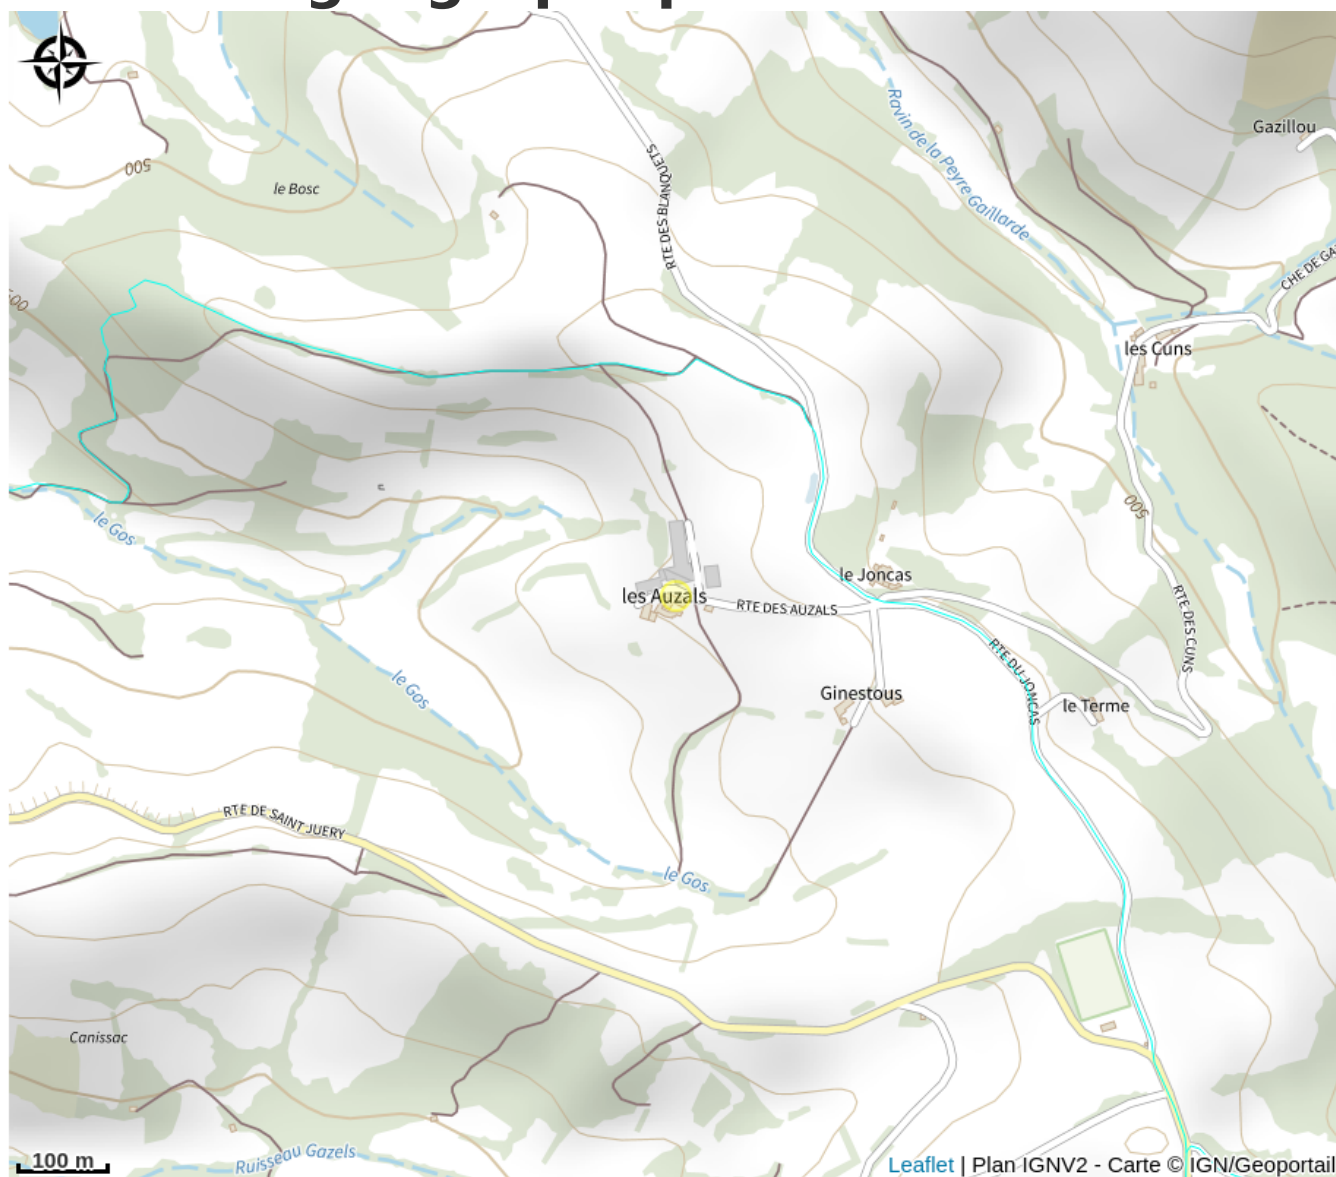 Gazillou
Ravin de la Peyre Gaillarde
500
le Bosc
RTE DES BLANQUETS
CHE DE GA
les Cuns
500
le Gos
le Joncas
les Auzals
RTE DES AUZALS
RTE DES CUNS
le Gos
Ginestous
RTE DU JONCAS
le Terme
RTE DE SAINT JUERY
le Gos
Canissac
Ruisseau Gazels
100 m
Leaflet | Plan IGNV2 - Carte © IGN/Geoportail